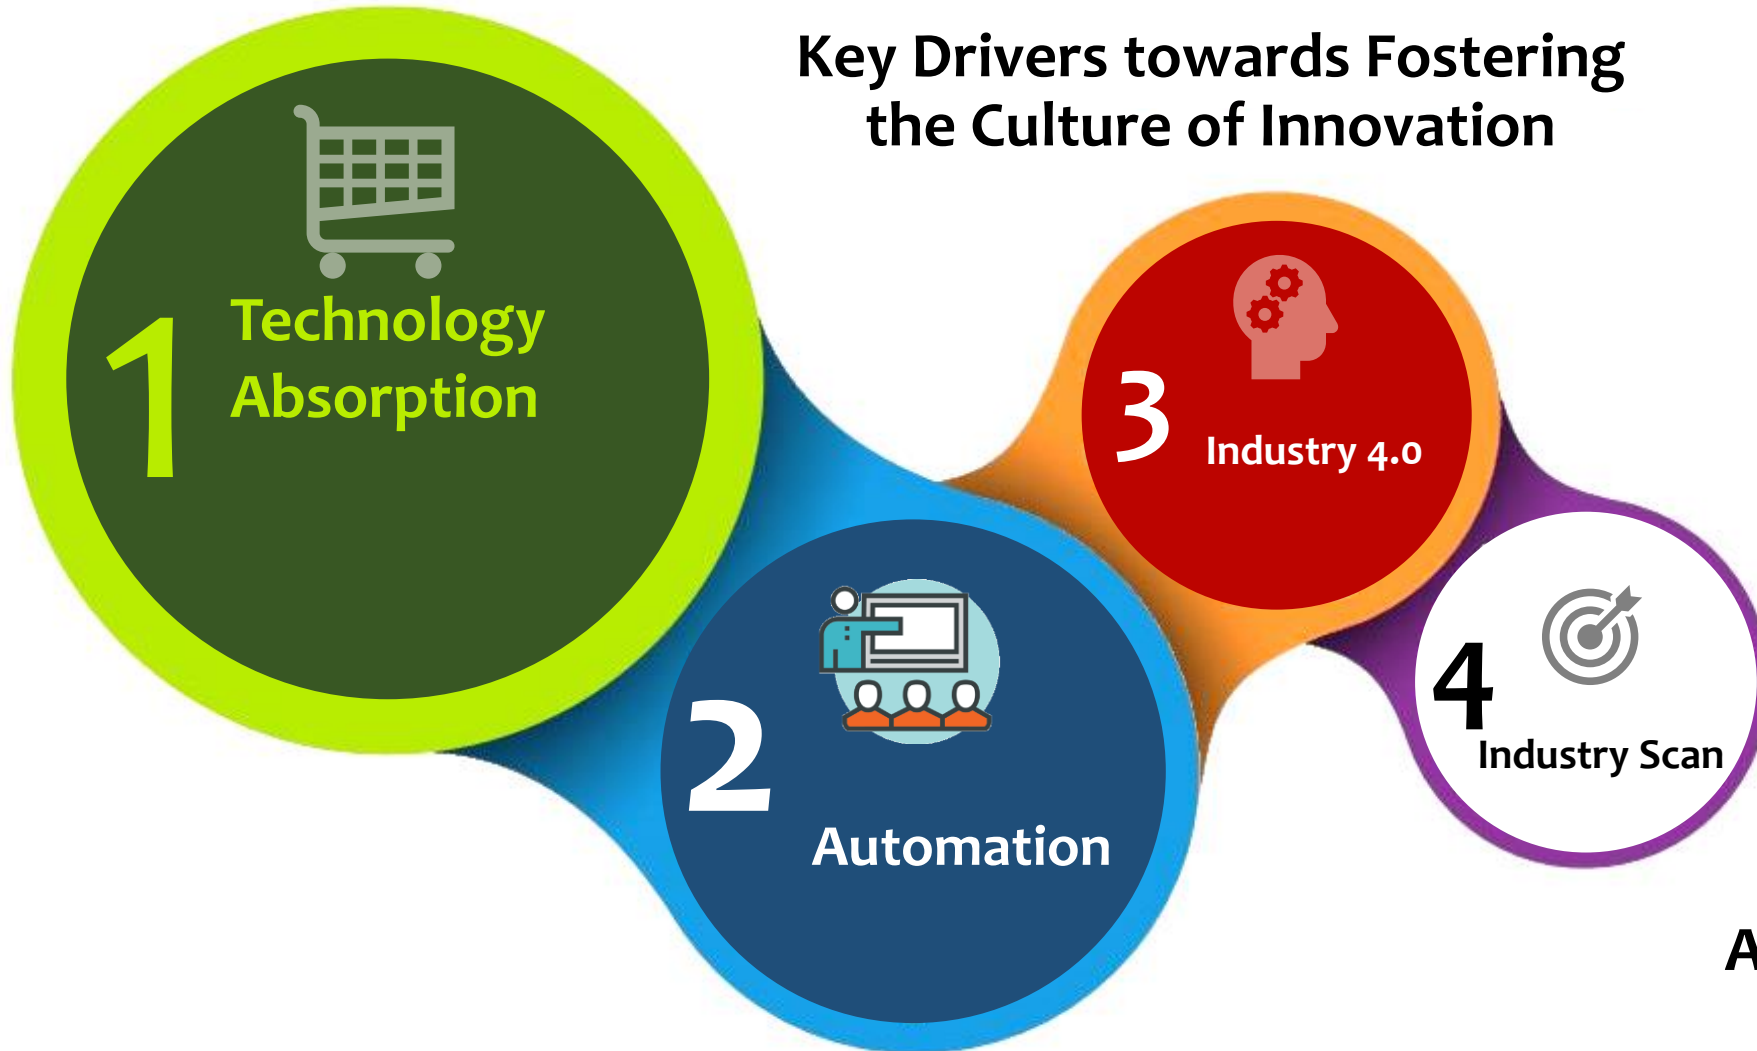 Key Drivers towards Fostering
the Culture of Innovation
1
Technology
Absorption
2
Automation
3
Industry 4.0
4
Industry Scan
A